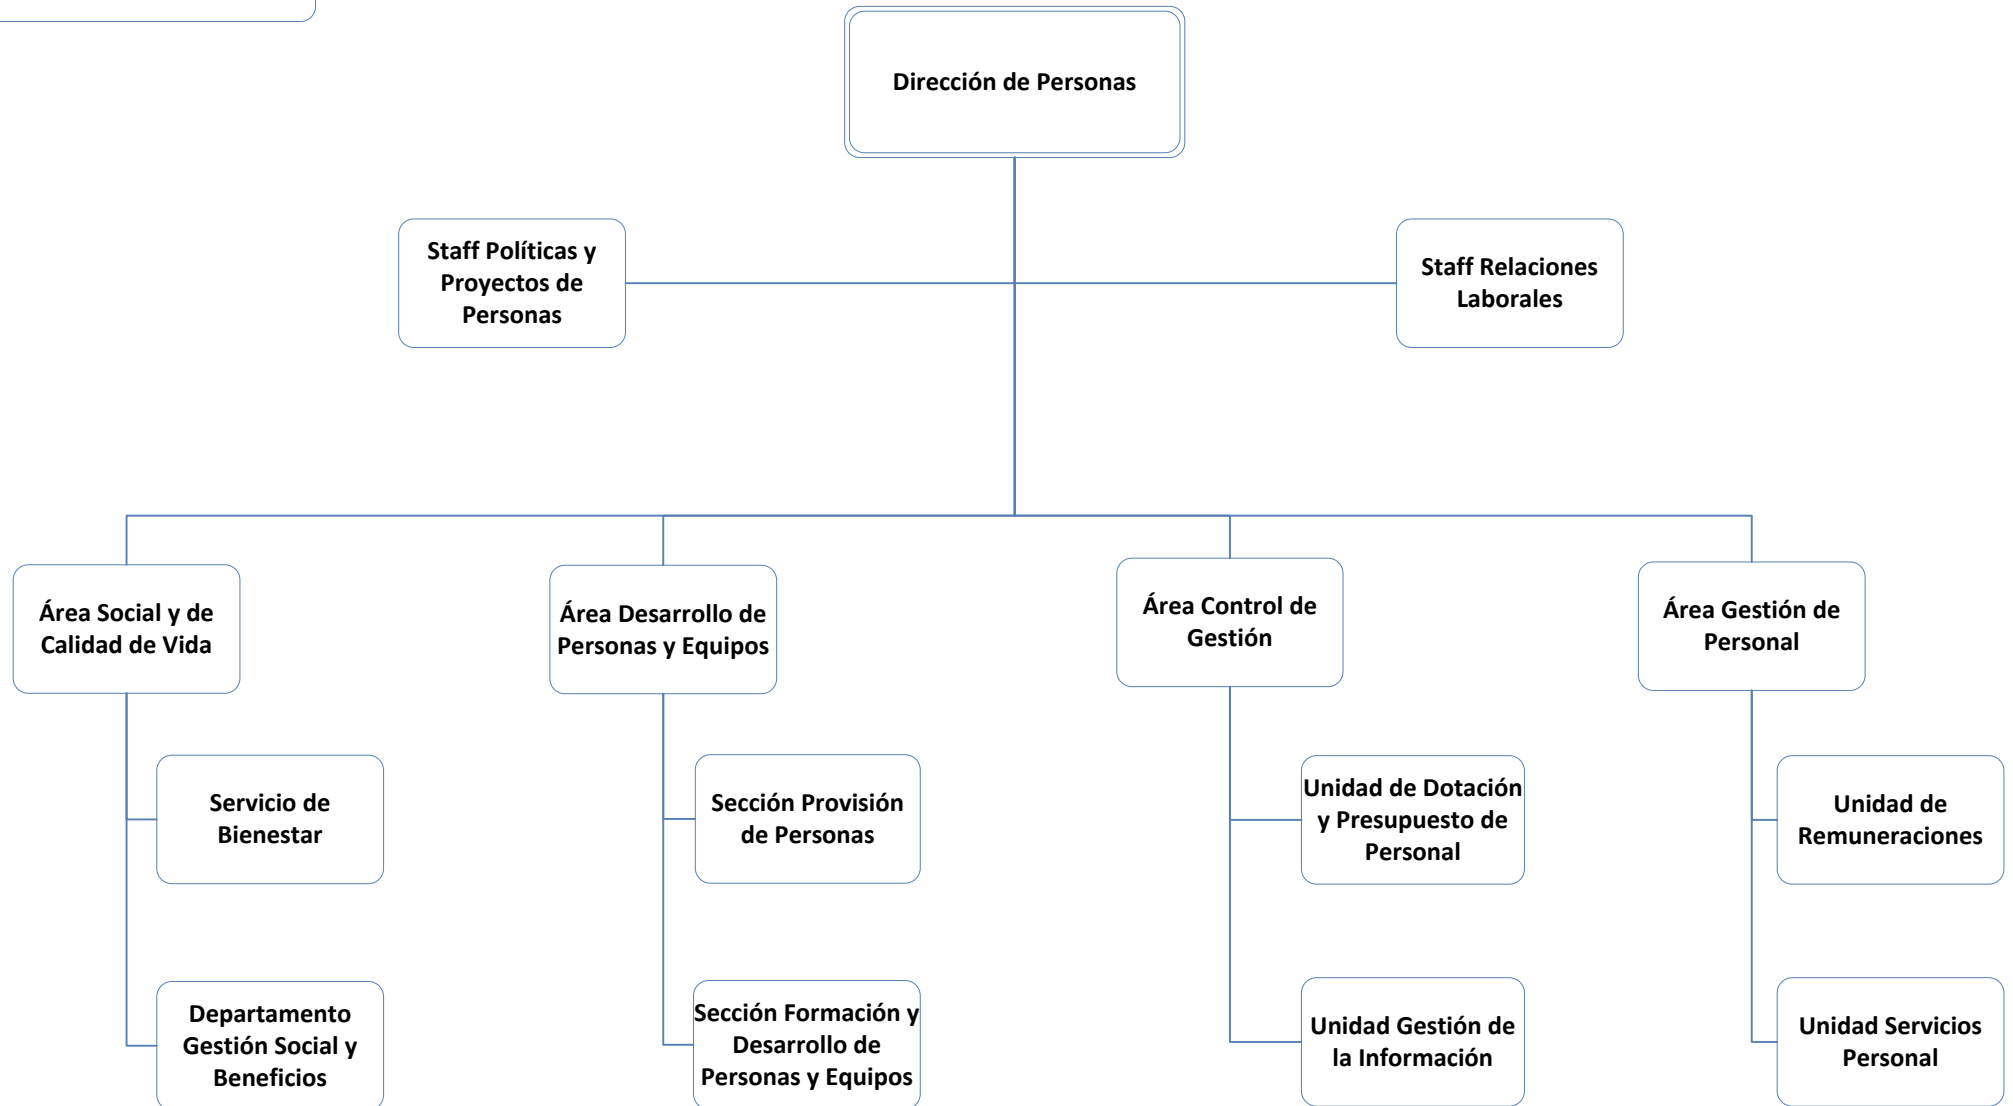 Dirección de Personas
Staff Políticas y
Proyectos de
Personas
Staff Relaciones
Laborales
Área Social y de
Calidad de Vida
Área Desarrollo de
Personas y Equipos
Área Control de
Gestión
Área Gestión de
Personal
Servicio de
Bienestar
Sección Provisión
de Personas
Unidad de Dotación
y Presupuesto de
Personal
Unidad de
Remuneraciones
Departamento
Gestión Social y
Beneficios
Sección Formación y
Desarrollo de
Personas y Equipos
Unidad Gestión de
la Información
Unidad Servicios
Personal